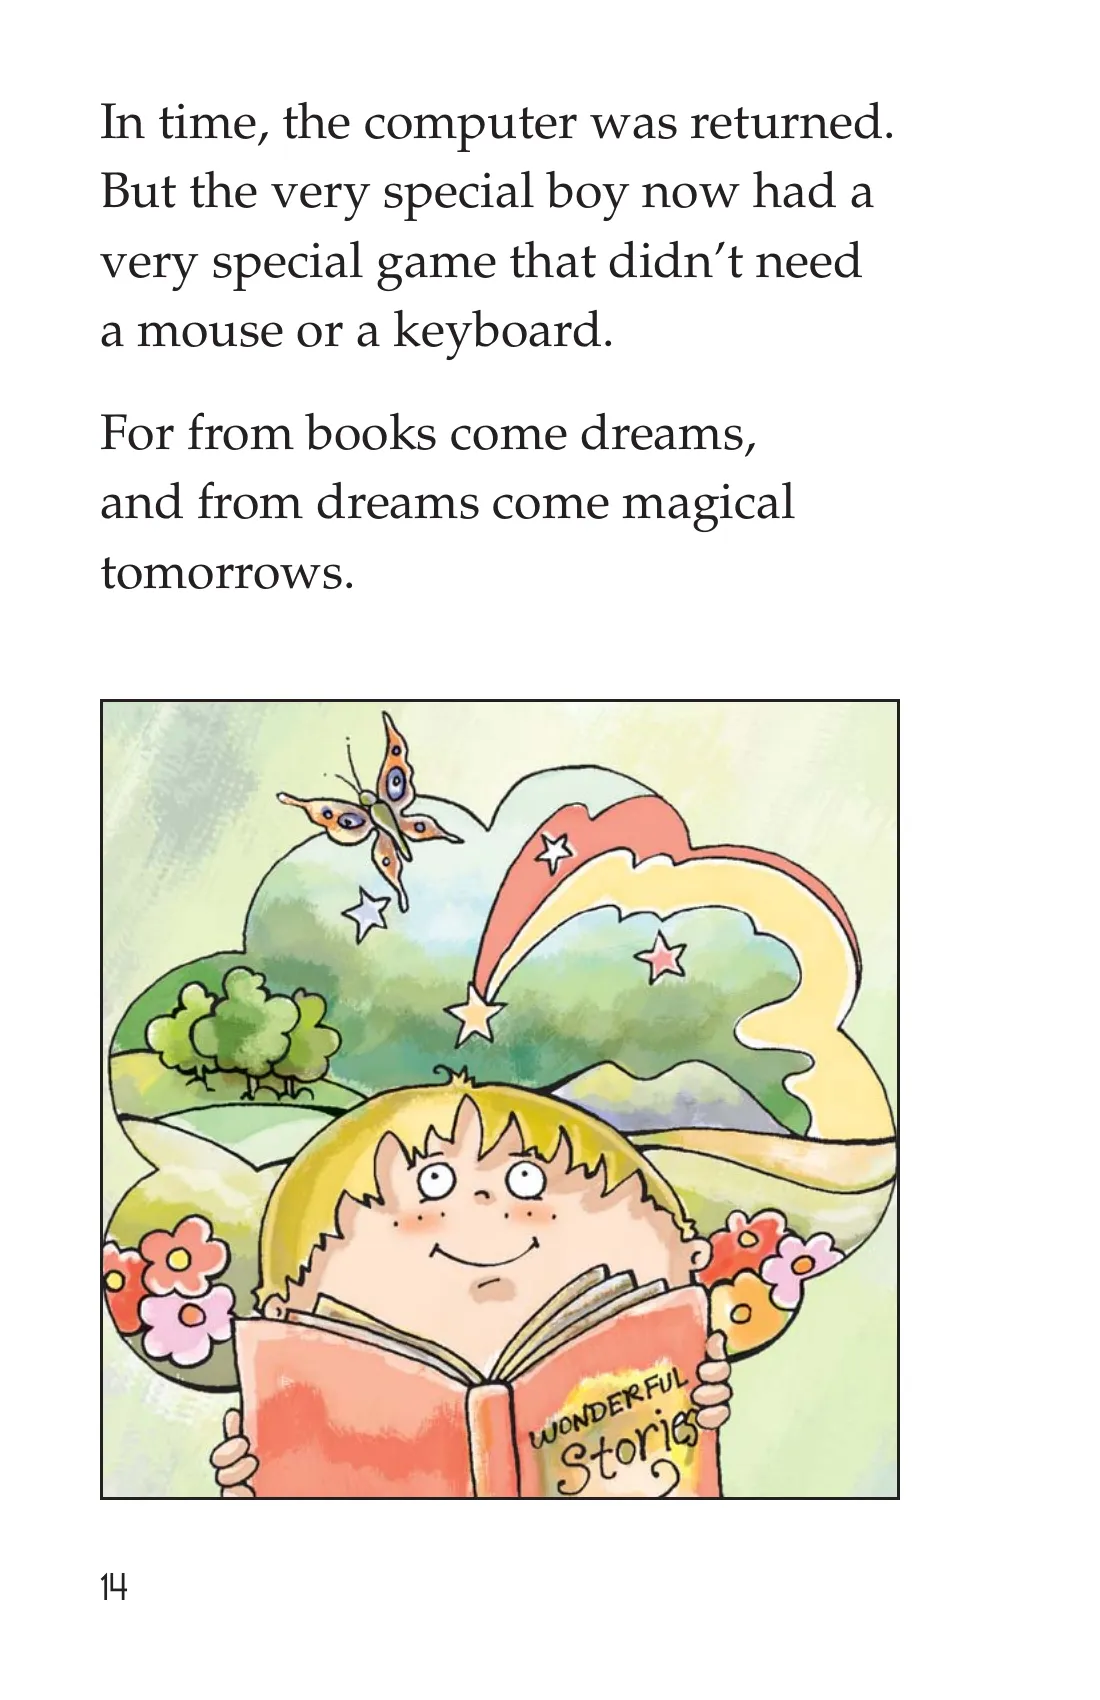 In time, the computer was returned.
But the very special boy now had a
very special game that didn’t need
a mouse or a keyboard.
For from books come dreams,
and from dreams come magical
tomorrows.
WONDERFUL
Stories
14